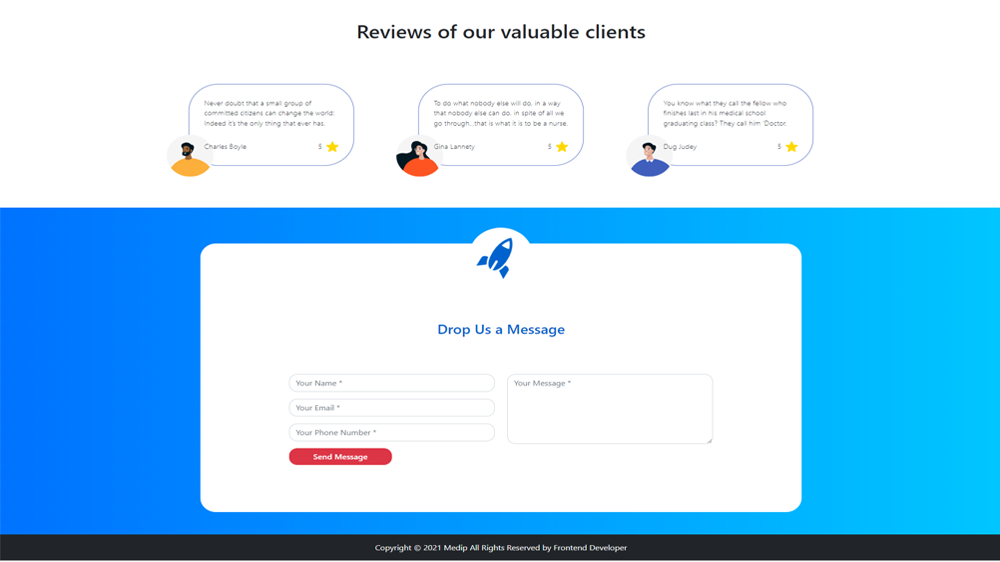 Reviews of our valuable clients
Never doubt that a small group of
committed citizens can change the world:
Indeed it's the only thing that ever has.
Charles Boyle 5
To do what nobody else will do. in a way
that nobody else can do. in spite of all we
go through...that is what it is to be a nurse.
Gina Lannety 5
You know what they call the fellow who
finishes last in his medical school
graduating class? They call him 'Doctor.
Dug Judey 5
Drop Us a Message
Your Name *
Your Email *
Your Phone Number *
Your Message *
Send Message
Copyright © 2021 Medip All Rights Reserved by Frontend Developer